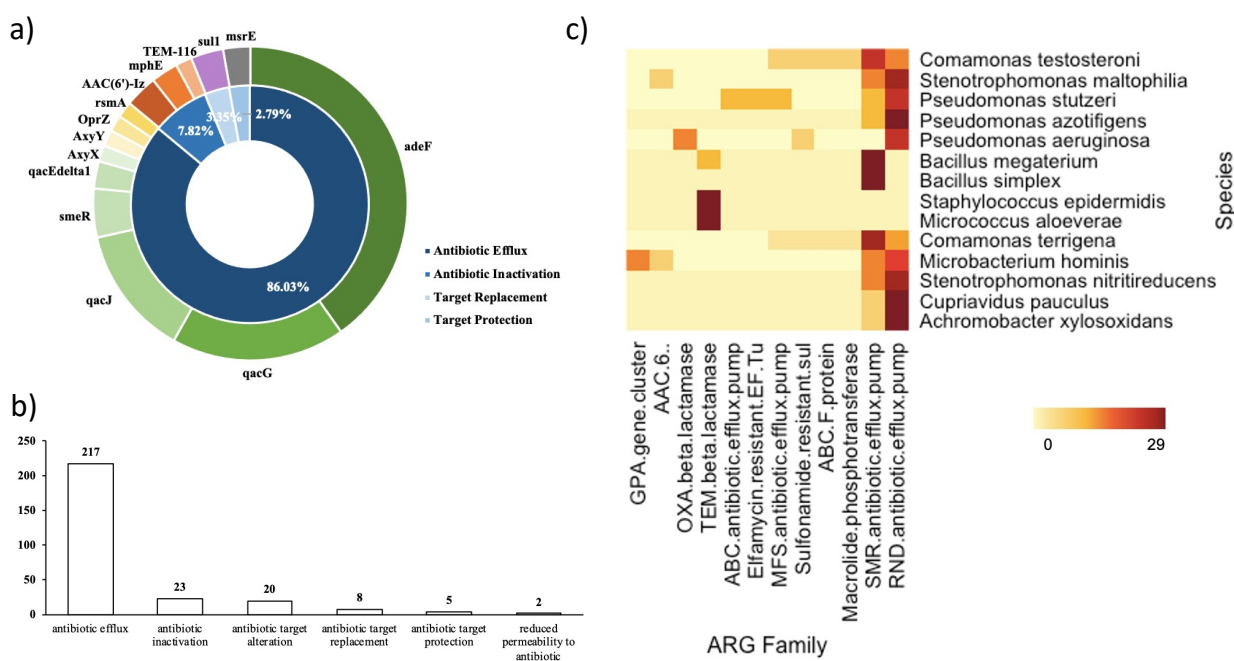 a)
TEM-116
sul1
msrE
mphE
AAC(6')-Iz
rsmA
OprZ
AxyY
AxyX
qacEdelta1
smeR
qacJ
qacG
adeF
7.82%
3.35%
2.79%
86.03%
Antibiotic Efflux
Antibiotic Inactivation
Target Replacement
Target Protection
b)
250
200
150
100
50
0
217
23
20
8
5
2
antibiotic efflux
antibiotic
inactivation
antibiotic target
alteration
antibiotic target
replacement
antibiotic target
protection
reduced
permeability to
antibiotic
c)
Comamonas testosteroni
Stenotrophomonas maltophilia
Pseudomonas stutzeri
Pseudomonas azotifigens
Pseudomonas aeruginosa
Bacillus megaterium
Bacillus simplex
Staphylococcus epidermidis
Micrococcus aloeverae
Comamonas terrigena
Microbacterium hominis
Stenotrophomonas nitritireducens
Cupriavidus pauculus
Achromobacter xylosoxidans
Species
GPA.gene.cluster
AAC.6..
OXA.beta.lactamase
TEM.beta.lactamase
ABC.antibiotic.efflux.pump
Elfamycin.resistant.EF.Tu
MFS.antibiotic.efflux.pump
Sulfonamide.resistant.sul
ABC.F.protein
Macrolide.phosphotransferase
SMR.antibiotic.efflux.pump
RND.antibiotic.efflux.pump
ARG Family
0
29